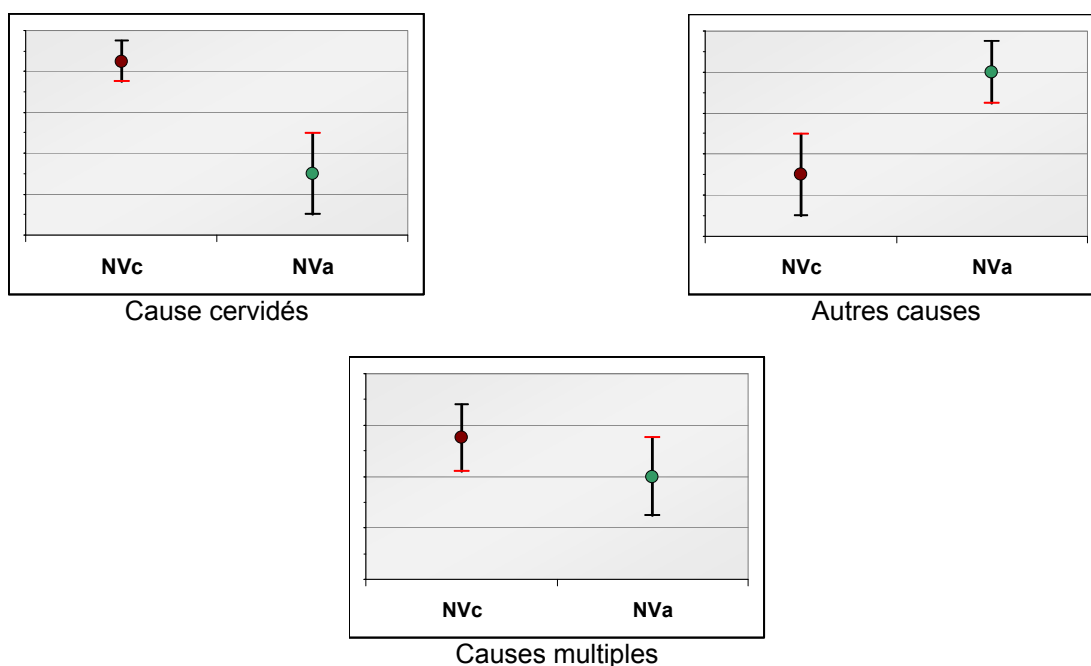 NVc NVa
Cause cervidés
NVc NVa
Autres causes
NVc NVa
Causes multiples